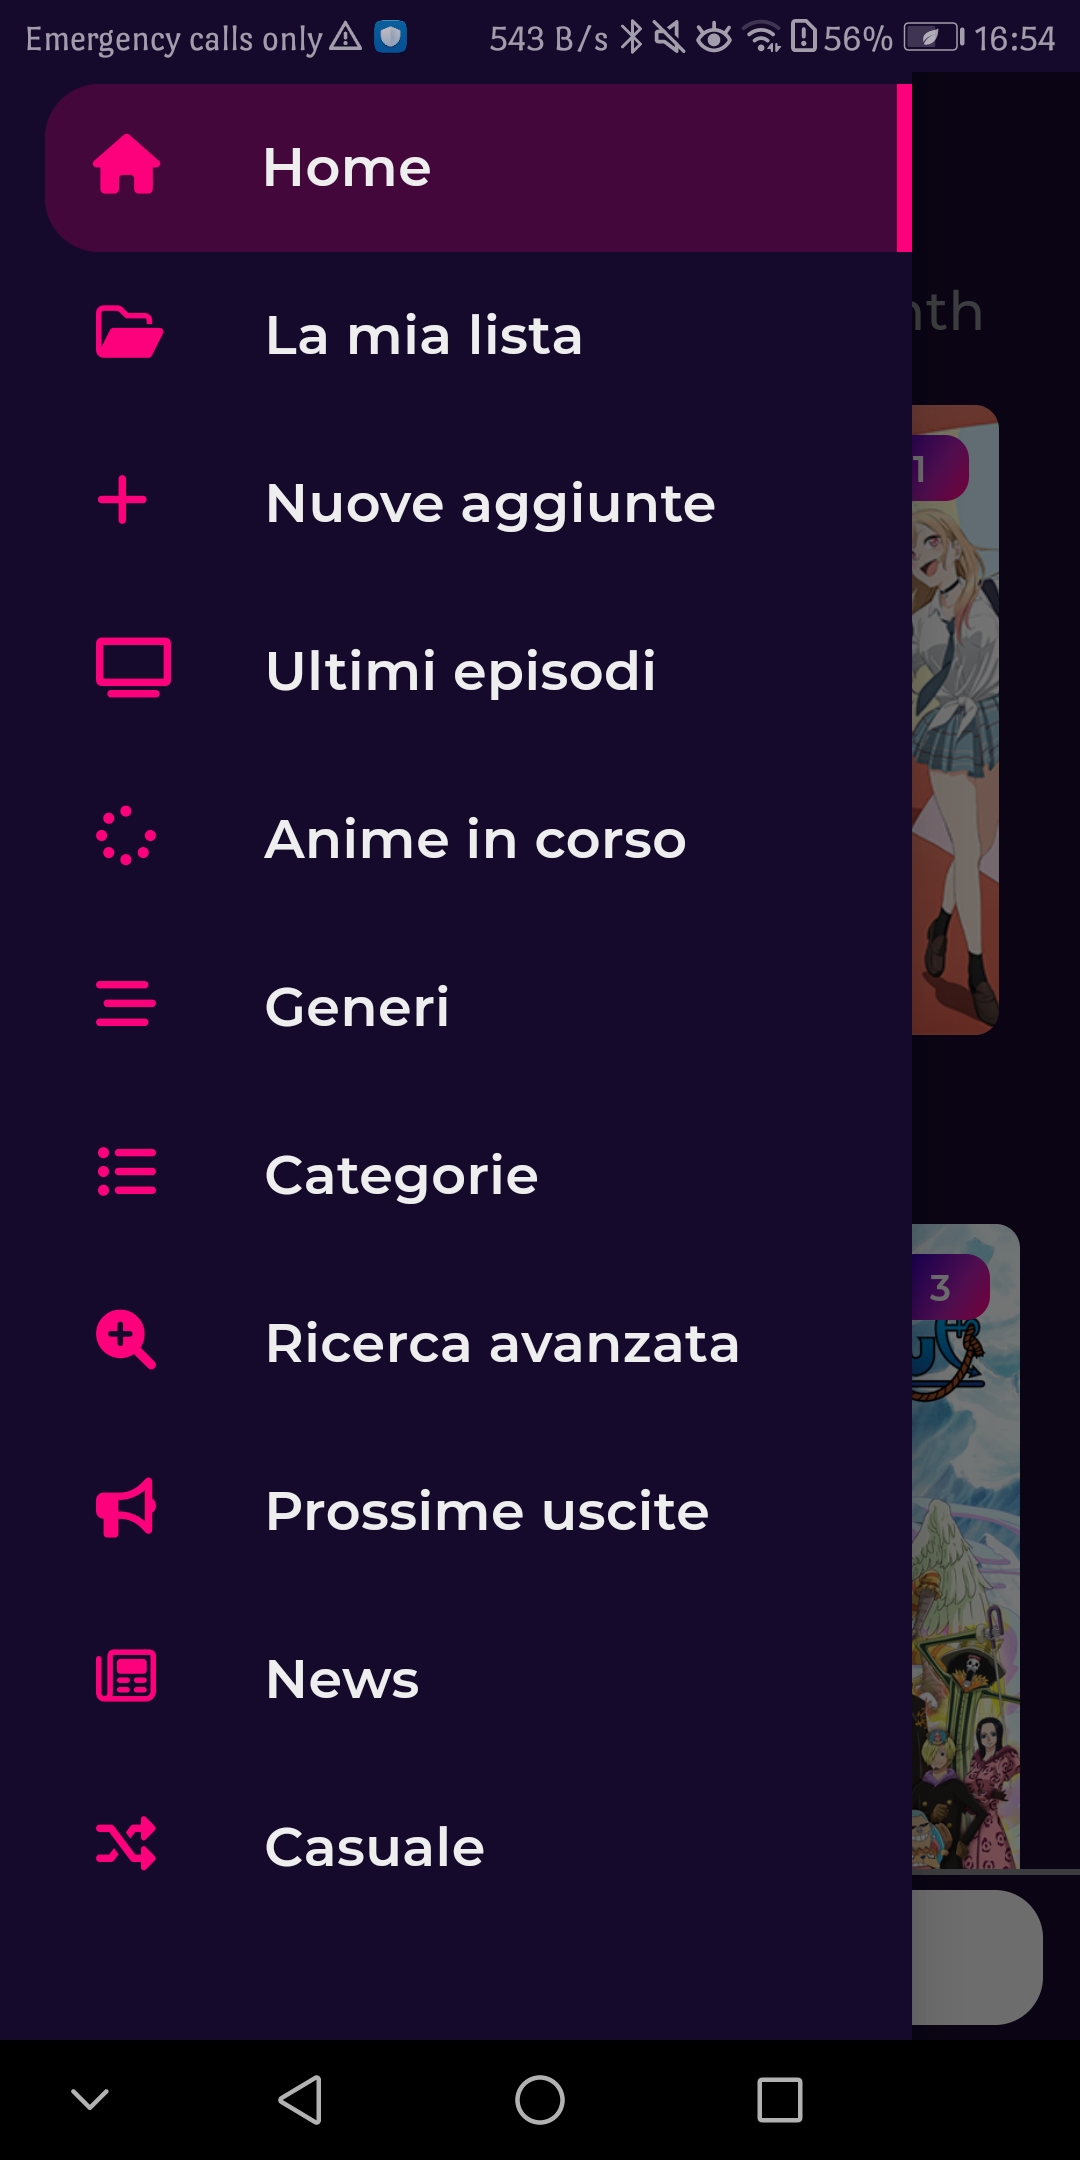 Emergency calls only 543 B/s 56% 16:54
Home
nth
La mia lista
1
Nuove aggiunte
Ultimi episodi
Anime in corso
Generi
Categorie
3
Ricerca avanzata
Prossime uscite
News
Casuale